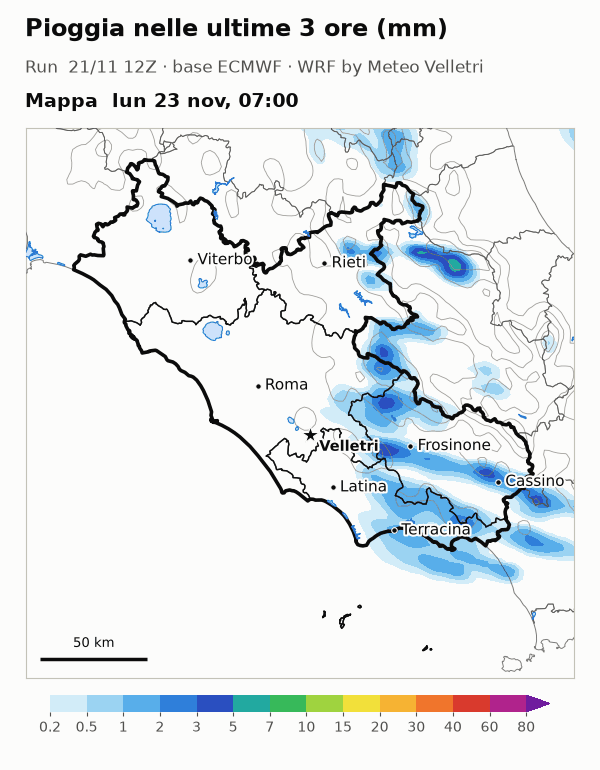 Pioggia nelle ultime 3 ore (mm)
Run 21/11 12Z · base ECMWF · WRF by Meteo Velletri
Mappa lun 23 nov, 07:00
Viterbo
Rieti
Roma
Velletri
Frosinone
Latina
Cassino
Terracina
50 km
0.2 0.5 1 2 3 5 7 10 15 20 30 40 60 80